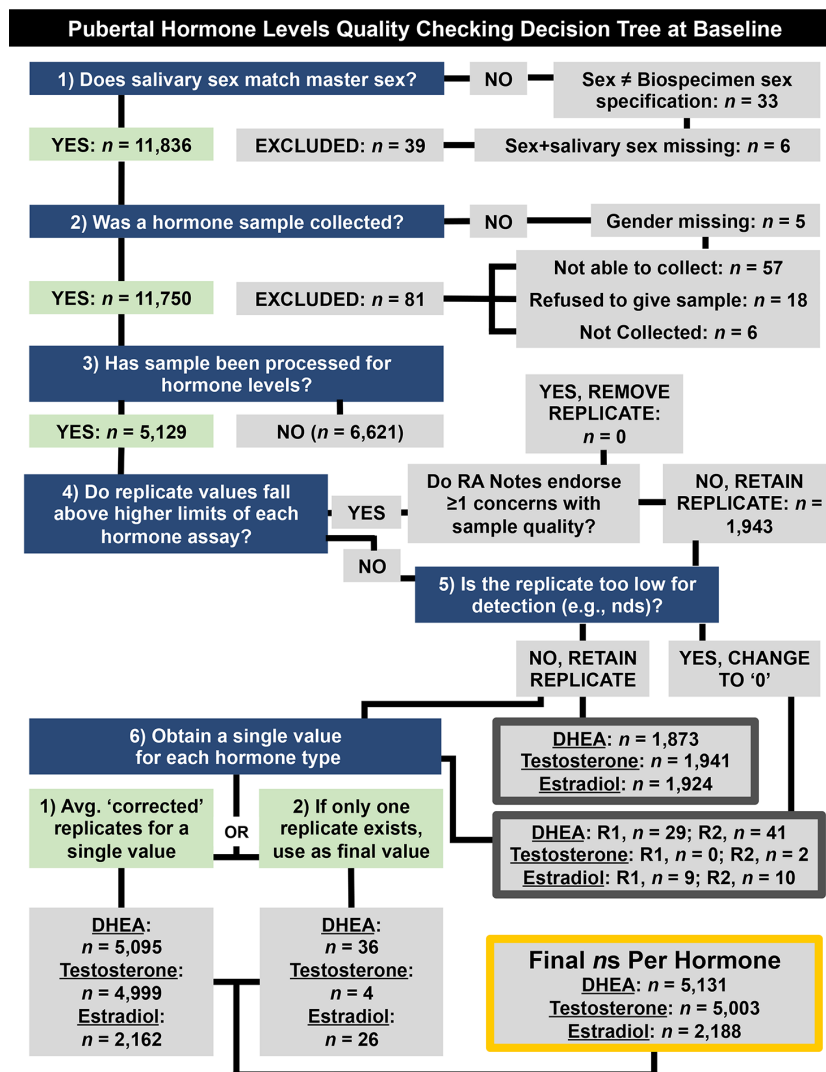 Pubertal Hormone Levels Quality Checking Decision Tree at Baseline
1) Does salivary sex match master sex?
NO
Sex ≠ Biospecimen sex
specification: n = 33
YES: n = 11,836
EXCLUDED: n = 39
Sex+salivary sex missing: n = 6
2) Was a hormone sample collected?
NO
Gender missing: n = 5
Not able to collect: n = 57
YES: n = 11,750
EXCLUDED: n = 81
Refused to give sample: n = 18
Not Collected: n = 6
3) Has sample been processed for
hormone levels?
YES: n = 5,129
NO (n = 6,621)
YES, REMOVE
REPLICATE:
n = 0
4) Do replicate values fall
above higher limits of each
hormone assay?
YES
Do RA Notes endorse
≥1 concerns with
sample quality?
NO, RETAIN
REPLICATE: n =
1,943
NO
5) Is the replicate too low for
detection (e.g., nds)?
NO, RETAIN
REPLICATE
YES, CHANGE
TO ‘0’
6) Obtain a single value
for each hormone type
DHEA: n = 1,873
Testosterone: n = 1,941
Estradiol: n = 1,924
1) Avg. ‘corrected’
replicates for a
single value
OR
2) If only one
replicate exists,
use as final value
DHEA: R1, n = 29; R2, n = 41
Testosterone: R1, n = 0; R2, n = 2
Estradiol: R1, n = 9; R2, n = 10
DHEA:
n = 5,095
Testosterone:
n = 4,999
Estradiol:
n = 2,162
DHEA:
n = 36
Testosterone:
n = 4
Estradiol:
n = 26
Final ns Per Hormone
DHEA: n = 5,131
Testosterone: n = 5,003
Estradiol: n = 2,188